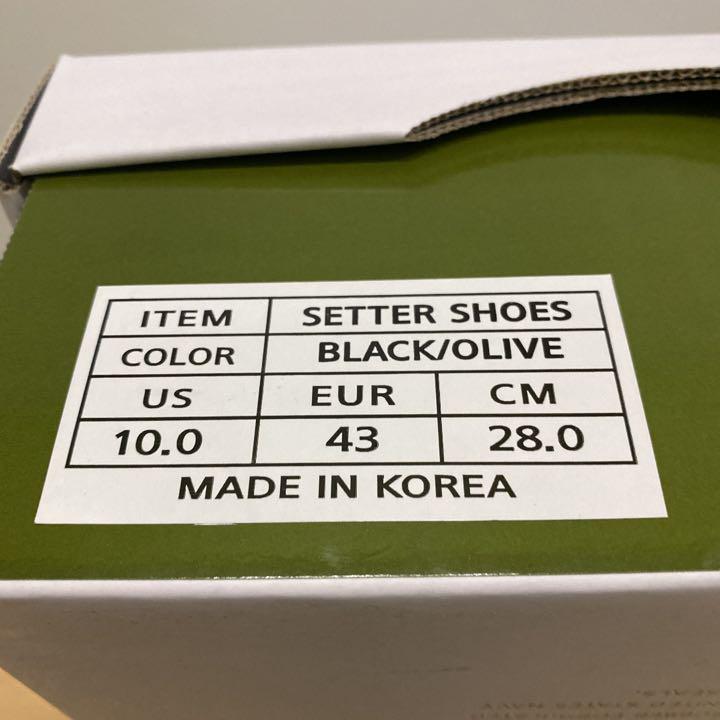 ITEM SETTER SHOES
COLOR BLACK/OLIVE
US EUR CM
10.0 43 28.0
MADE IN KOREA